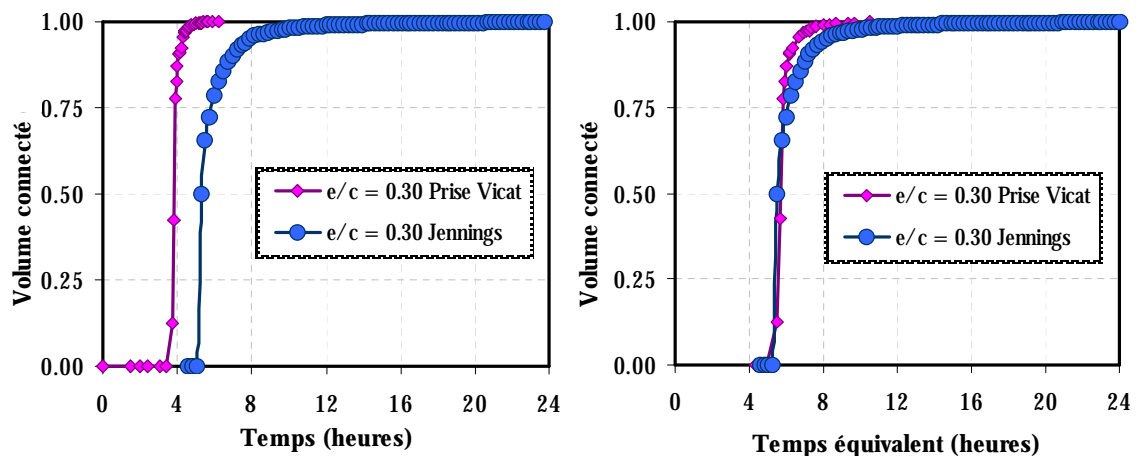 1.00
0.75
0.50
0.25
0.00
Volume connecté
e/c = 0.30 Prise Vicat
e/c = 0.30 Jennings
0 4 8 12 16 20 24
Temps (heures)
1.00
0.75
0.50
0.25
0.00
Volume connecté
e/c = 0.30 Prise Vicat
e/c = 0.30 Jennings
0 4 8 12 16 20 24
Temps équivalent (heures)